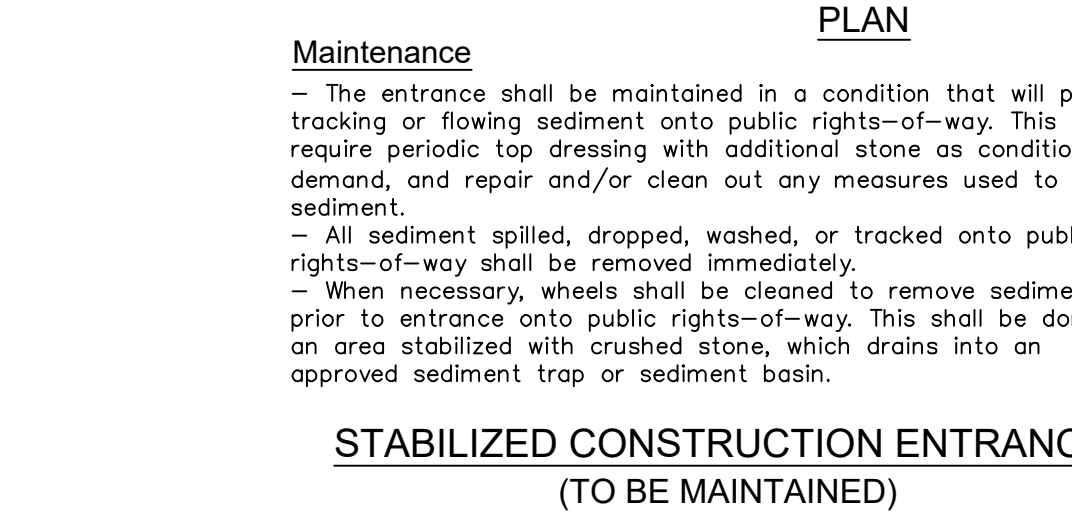 PLAN
Maintenance
– The entrance shall be maintained in a condition that will
tracking or flowing sediment onto public rights–of–way. This
require periodic top dressing with additional stone as
demand, and repair and/or clean out any measures used to
sediment.
– All sediment spilled, dropped, washed, or tracked onto
rights–of–way shall be removed immediately.
– When necessary, wheels shall be cleaned to remove
prior to entrance onto public rights–of–way. This shall be
an area stabilized with crushed stone, which drains into an
approved sediment trap or sediment basin.
STABILIZED CONSTRUCTION
(TO BE MAINTAINED)